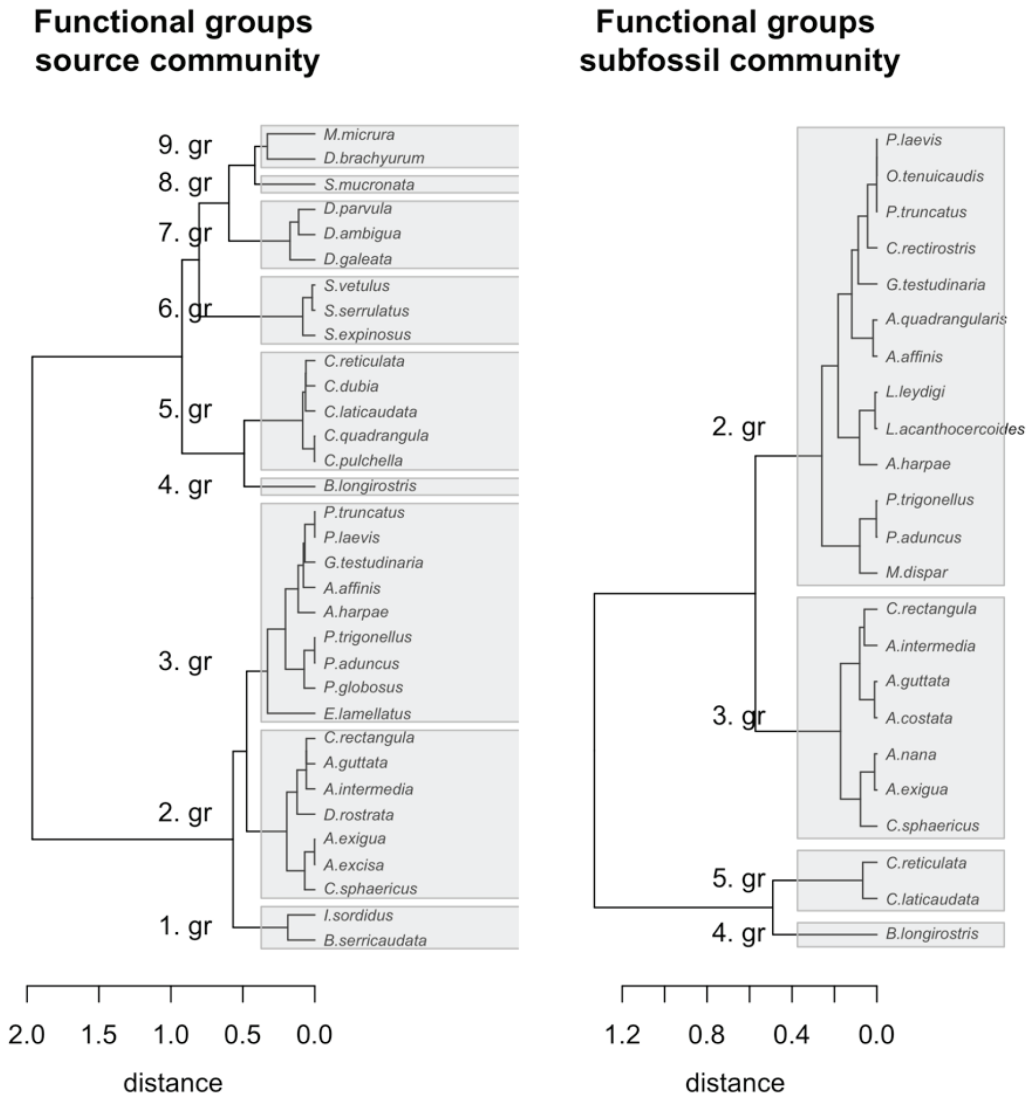 Functional groups
source community
9. gr
M.micrura
D.brachyurum
8. gr
S.mucronata
7. gr
D.parvula
D.ambigua
D.galeata
6. gr
S.vetulus
S.serrulatus
S.expinosus
5. gr
C.reticulata
C.dubia
C.laticaudata
C.quadrangula
C.pulchella
4. gr
B.longirostris
3. gr
P.truncatus
P.laevis
G.testudinaria
A.affinis
A.harpae
P.trigonellus
P.aduncus
P.globosus
E.lamellatus
2. gr
C.rectangula
A.guttata
A.intermedia
D.rostrata
A.exigua
A.excisa
C.sphaericus
1. gr
I.sordidus
B.serricaudata
2.0 1.5 1.0 0.5 0.0
distance
Functional groups
subfossil community
2. gr
P.laevis
O.tenuicaudis
P.truncatus
C.rectirostris
G.testudinaria
A.quadrangularis
A.affinis
L.leydigi
L.acanthocercoides
A.harpae
P.trigonellus
P.aduncus
M.dispar
3. gr
C.rectangula
A.intermedia
A.guttata
A.costata
A.nana
A.exigua
C.sphaericus
5. gr
C.reticulata
C.laticaudata
4. gr
B.longirostris
1.2 0.8 0.4 0.0
distance